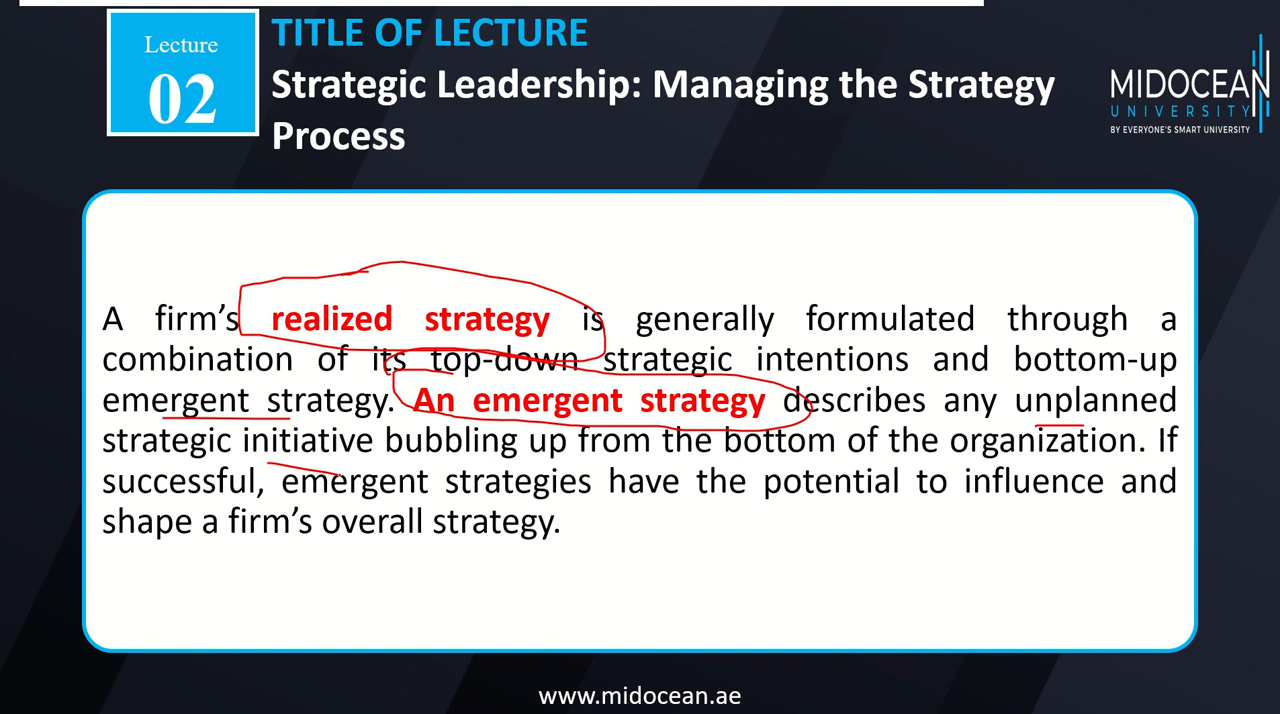 Lecture
02
TITLE OF LECTURE
Strategic Leadership: Managing the Strategy
Process
MIDOCEAN
UNIVERSITY
BY EVERYONE'S SMART UNIVERSITY
A firm’s realized strategy is generally formulated through a
combination of its top-down strategic intentions and bottom-up
emergent strategy. An emergent strategy describes any unplanned
strategic initiative bubbling up from the bottom of the organization. If
successful, emergent strategies have the potential to influence and
shape a firm’s overall strategy.
www.midocean.ae